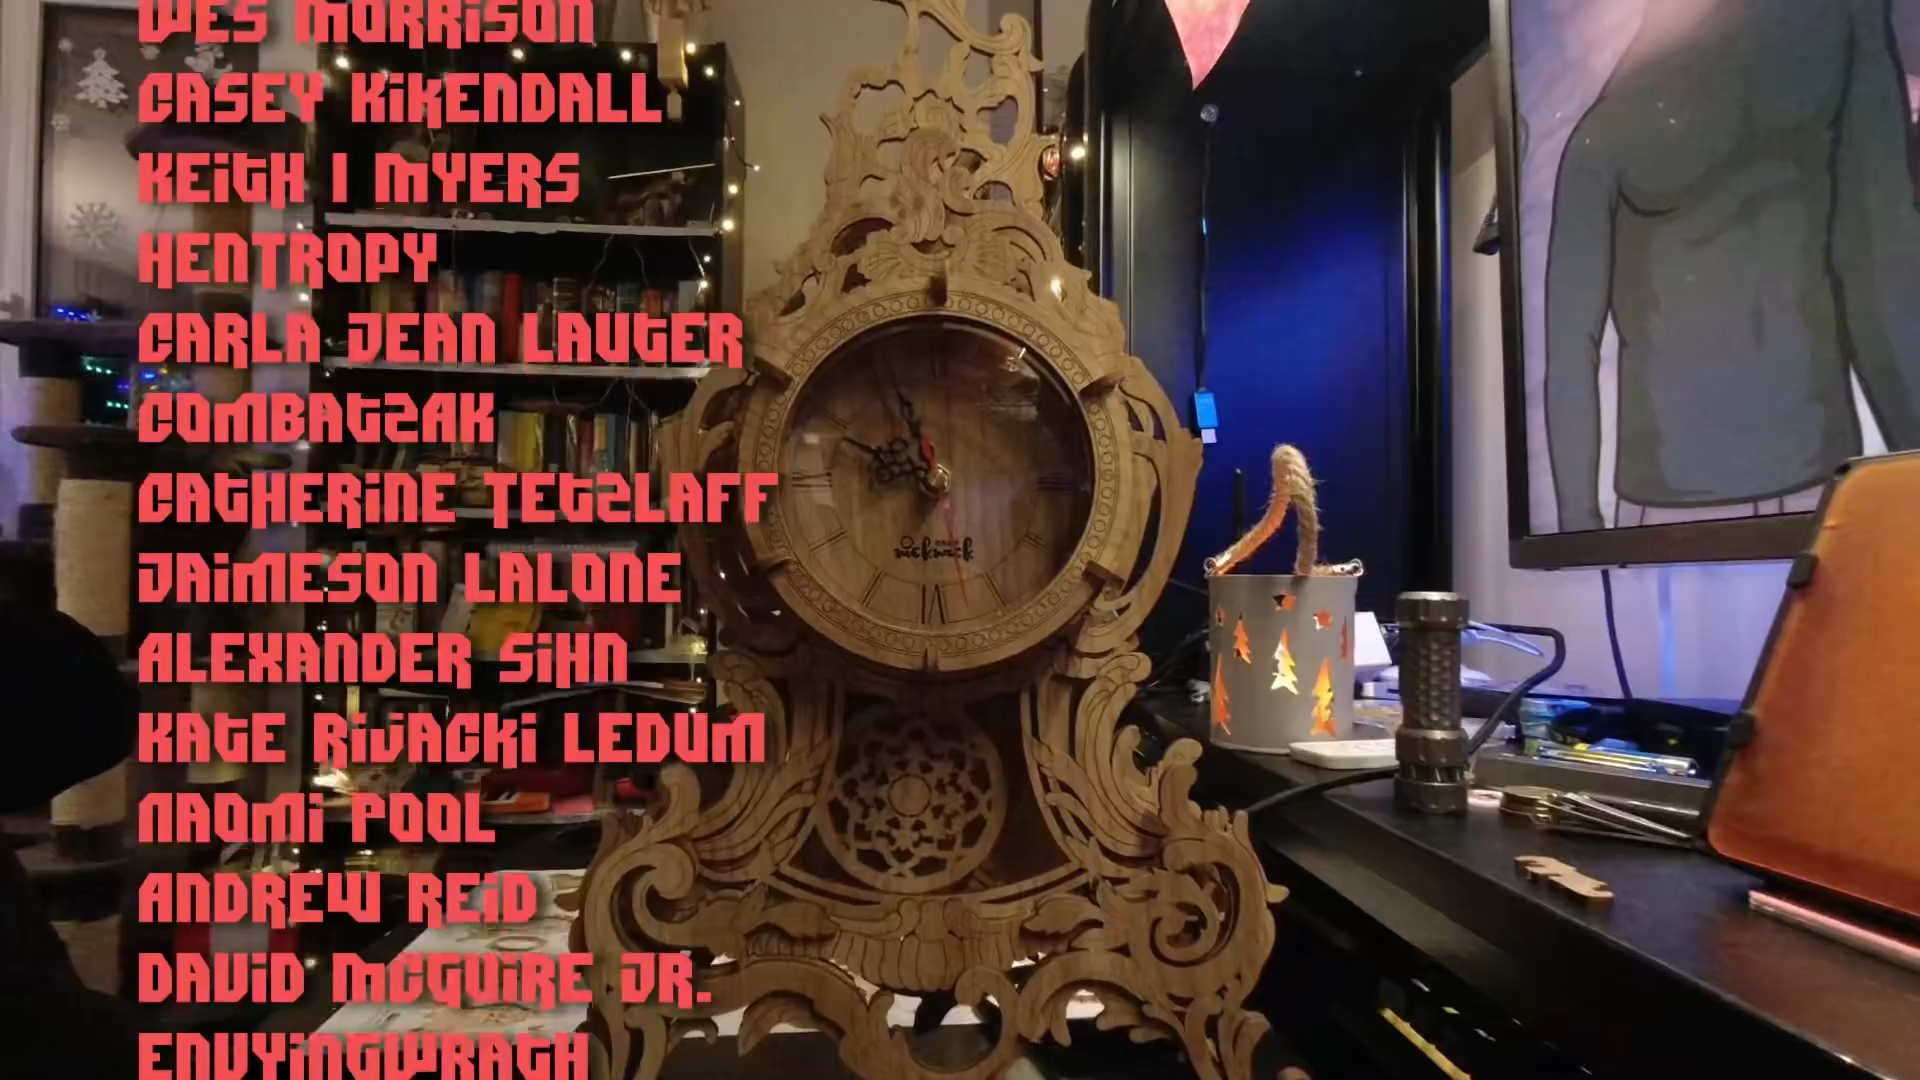 WES MORRISON
CASEY KiKENDALL
KEiTH I MYERS
HENTROPY
CARLA JEAN LAUTER
COMBATZAK
CATHERiNE TETZLAFF
JAiMESON LALONE
ALEXANDER SiHN
KATE RiVACKi LEDUM
NAOMi POOL
ANDREW REiD
DAViD MCGUiRE JR.
ENVYiNGWRATH